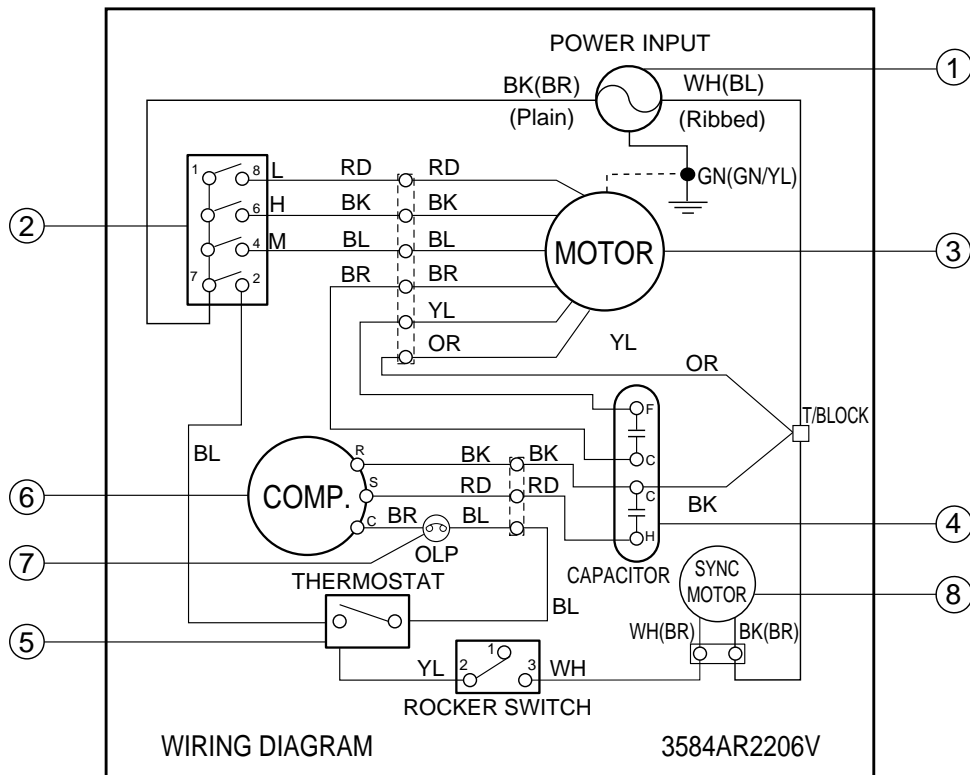 POWER INPUT
1
BK(BR)
WH(BL)
(Plain)
(Ribbed)
1
8
L
RD
RD
GN(GN/YL)
2
6
H
BK
BK
4
M
BL
BL
MOTOR
3
7
2
BR
BR
YL
OR
YL
OR
F
T/BLOCK
BL
C
R
BK
BK
6
COMP.
S
RD
RD
C
BK
4
C
BR
BL
H
7
OLP
CAPACITOR
SYNC
MOTOR
8
THERMOSTAT
BL
5
WH(BR)
BK(BR)
1
YL
2
3
WH
ROCKER SWITCH
WIRING DIAGRAM
3584AR2206V